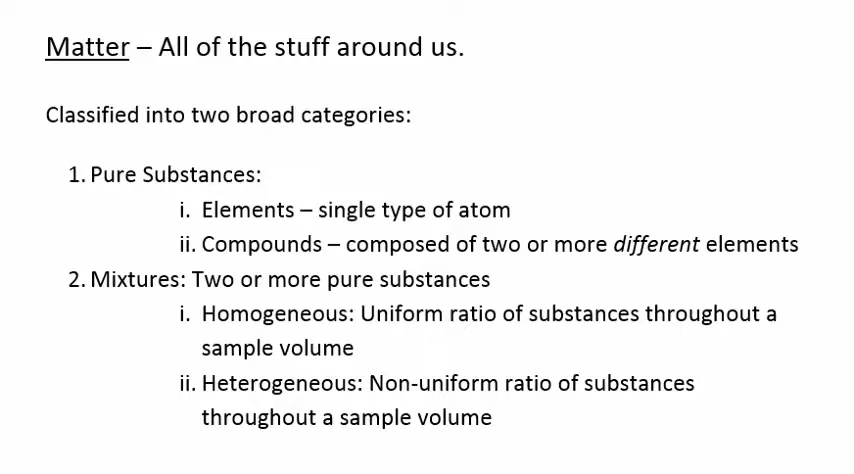 Matter – All of the stuff around us.
Classified into two broad categories:
1. Pure Substances:
i. Elements – single type of atom
ii. Compounds – composed of two or more different elements
2. Mixtures: Two or more pure substances
i. Homogeneous: Uniform ratio of substances throughout a
sample volume
ii. Heterogeneous: Non-uniform ratio of substances
throughout a sample volume